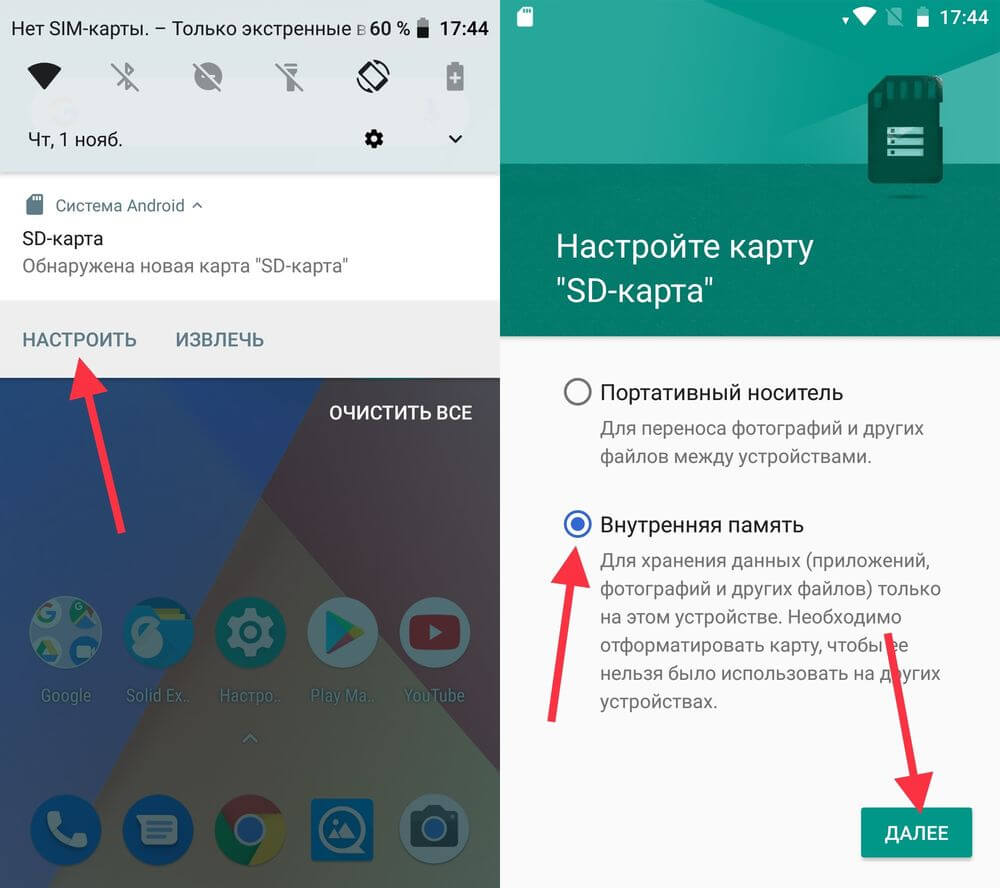 Нет SIM-карты. – Только экстренные в 60 % 17:44
Чт, 1 нояб.
Система Android
SD-карта
Обнаружена новая карта "SD-карта"
НАСТРОИТЬ ИЗВЛЕЧЬ
ОЧИСТИТЬ ВСЕ
Google Solid Ex.. Настро.. Play Ma.. YouTube
17:44
Настройте карту
"SD-карта"
Портативный носитель
Для переноса фотографий и других
файлов между устройствами.
Внутренняя память
Для хранения данных (приложений,
фотографий и других файлов) только
на этом устройстве. Необходимо
отформатировать карту, чтобы ее
нельзя было использовать на других
устройствах.
ДАЛЕЕ